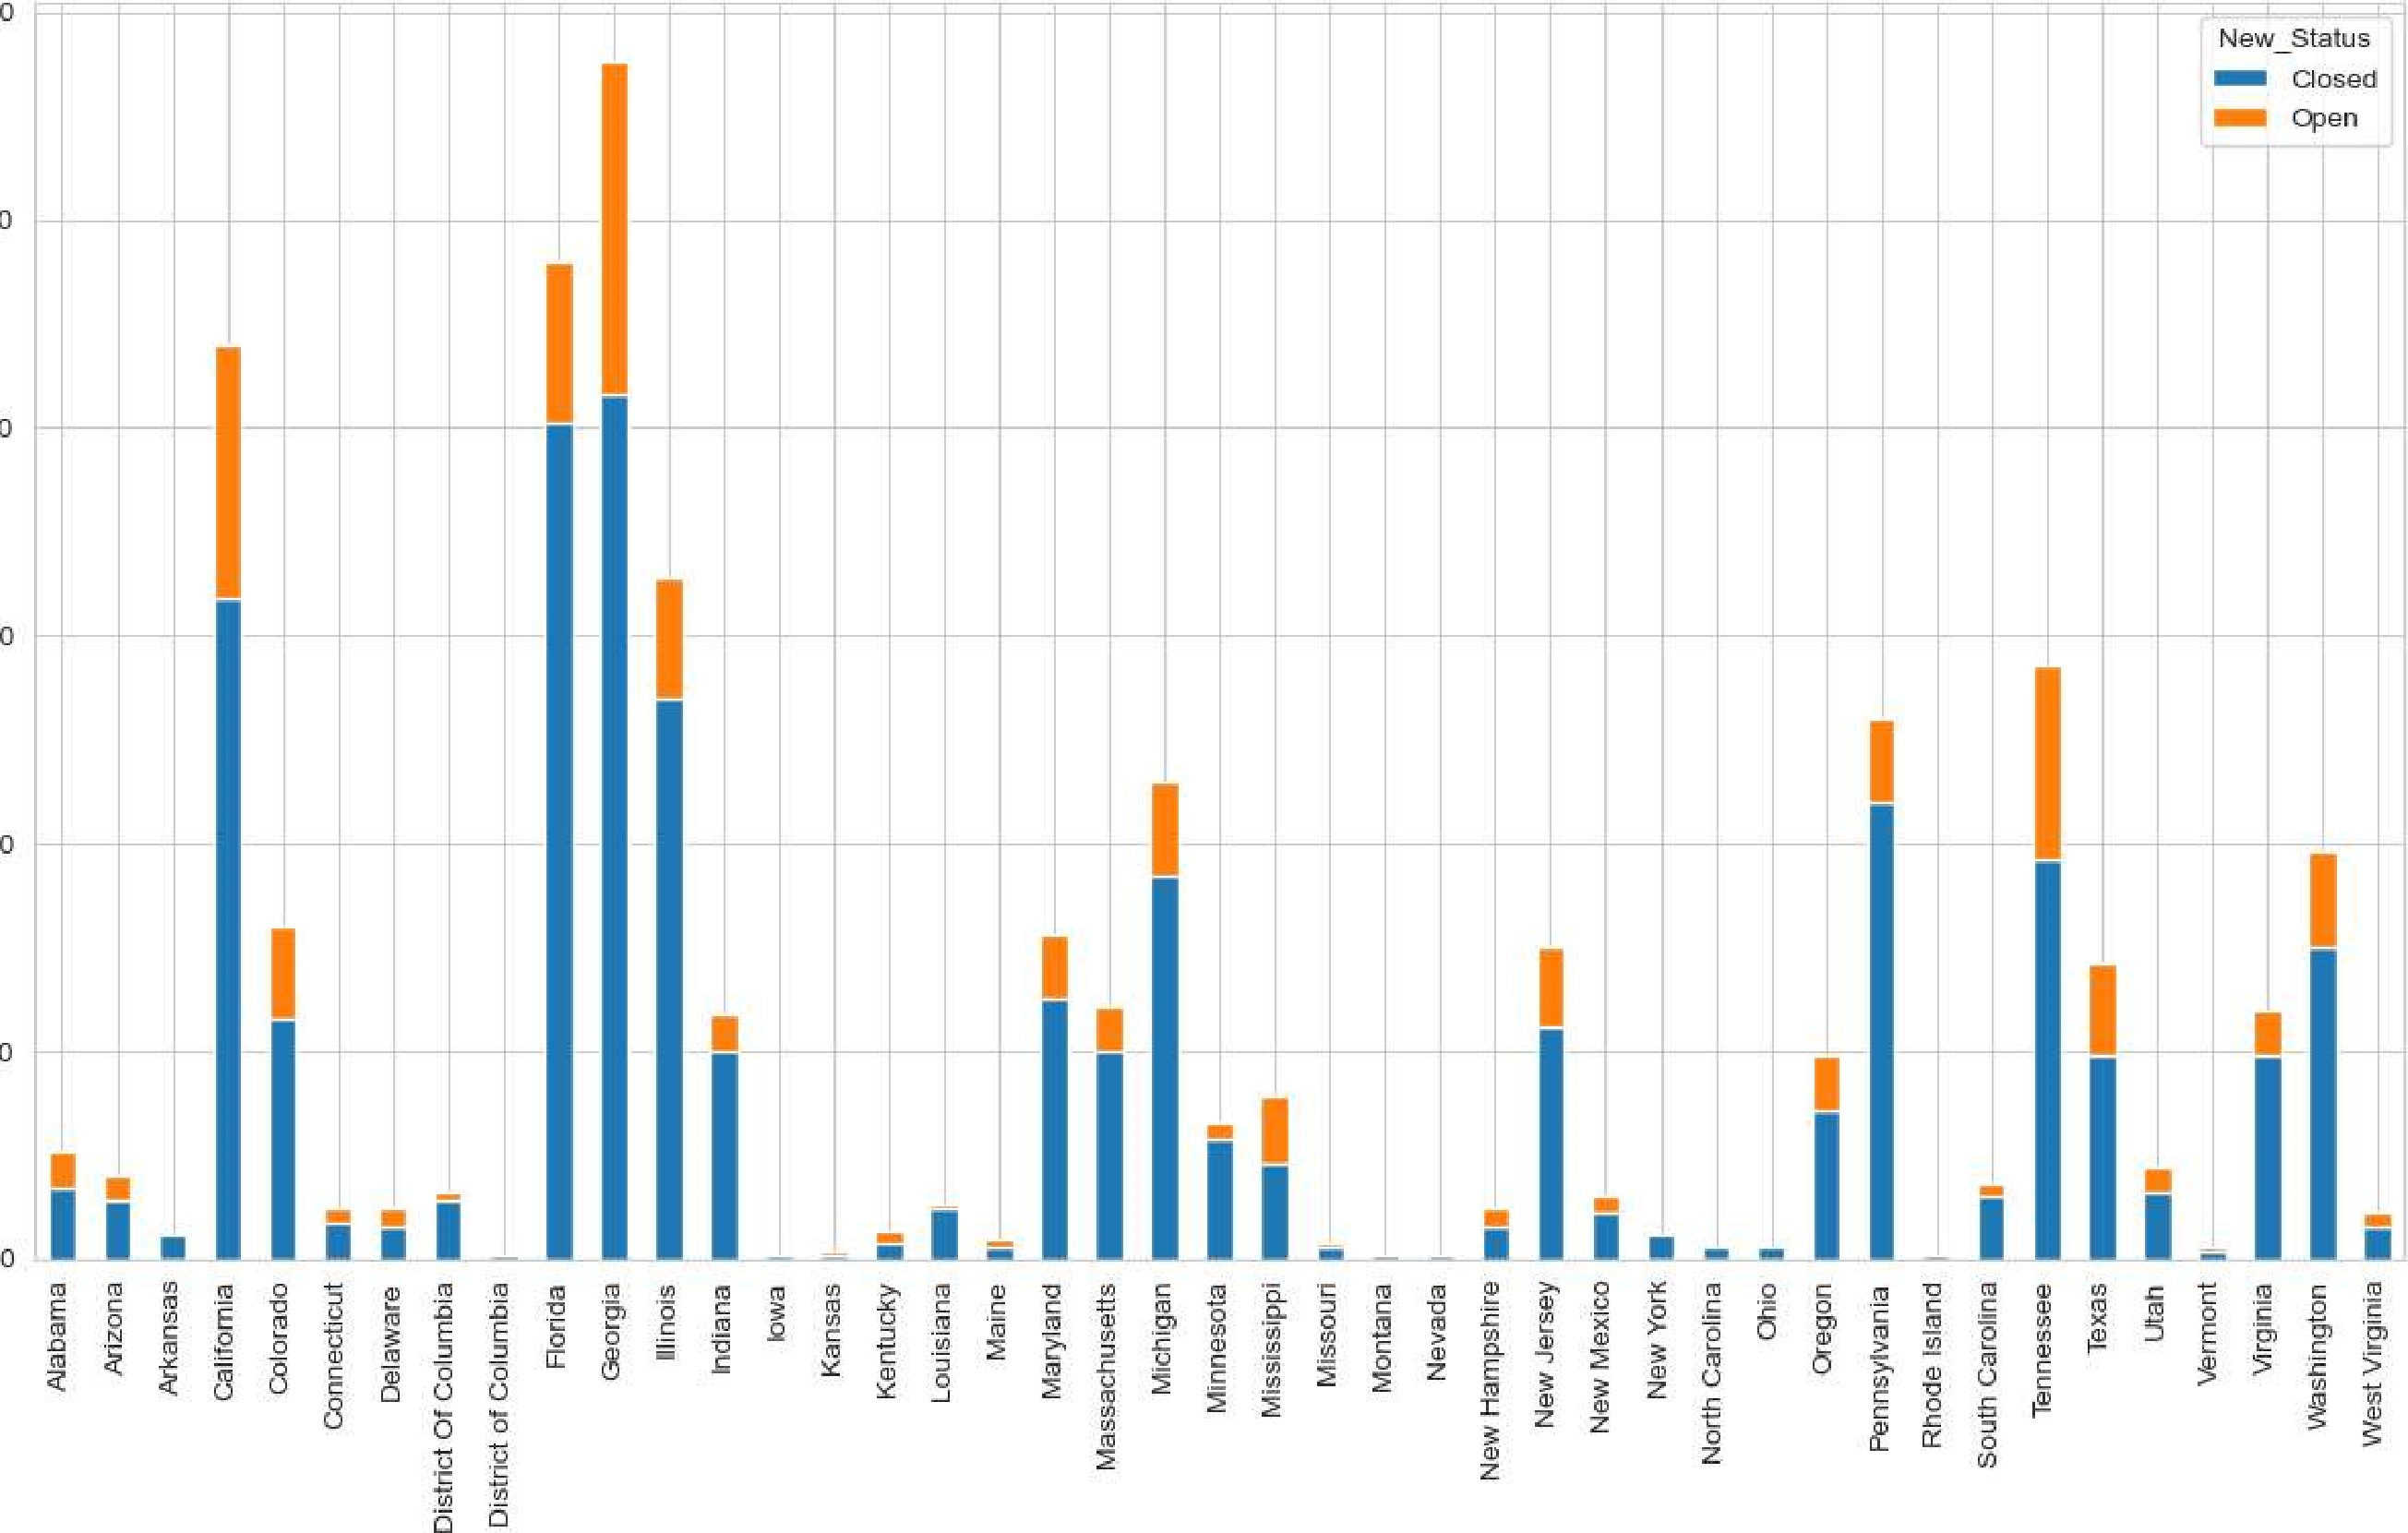 New_Status
Closed
Open
0
0
0
0
0
0
0
Alabama
Arizona
Arkansas
California
Colorado
Connecticut
Delaware
District Of Columbia
District of Columbia
Florida
Georgia
Illinois
Indiana
Iowa
Kansas
Kentucky
Louisiana
Maine
Maryland
Massachusetts
Michigan
Minnesota
Mississippi
Missouri
Montana
Nevada
New Hampshire
New Jersey
New Mexico
New York
North Carolina
Ohio
Oregon
Pennsylvania
Rhode Island
South Carolina
Tennessee
Texas
Utah
Vermont
Virginia
Washington
West Virginia